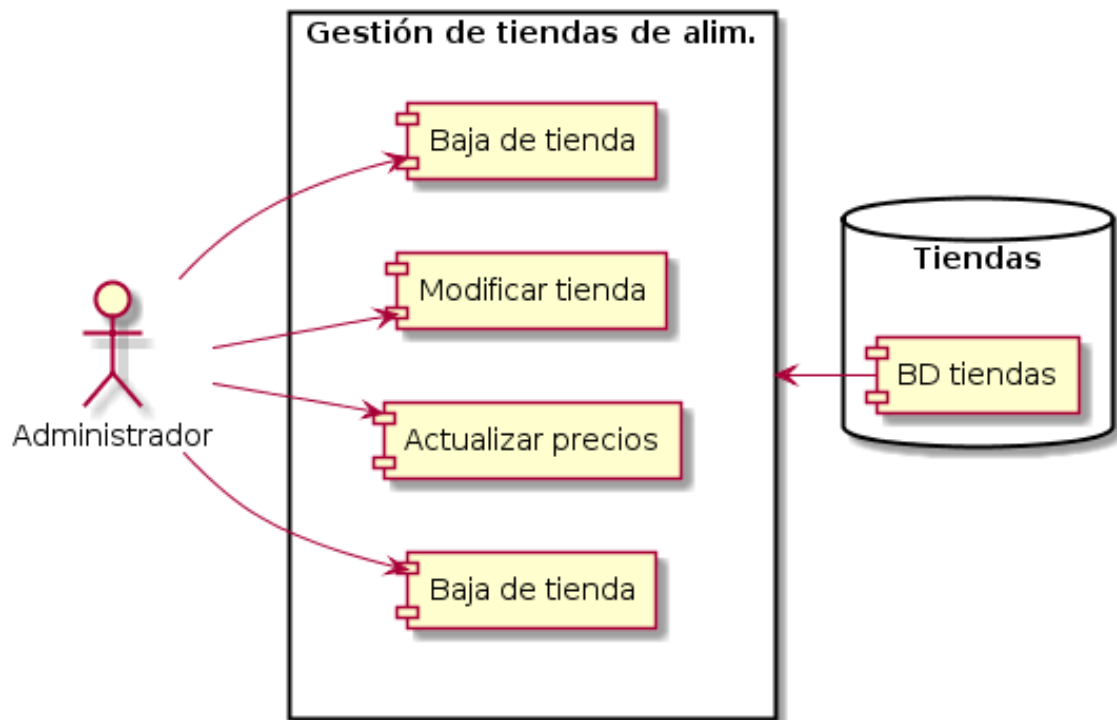 Gestión de tiendas de alim.
Baja de tienda
Modificar tienda
Tiendas
BD tiendas
Administrador
Actualizar precios
Baja de tienda